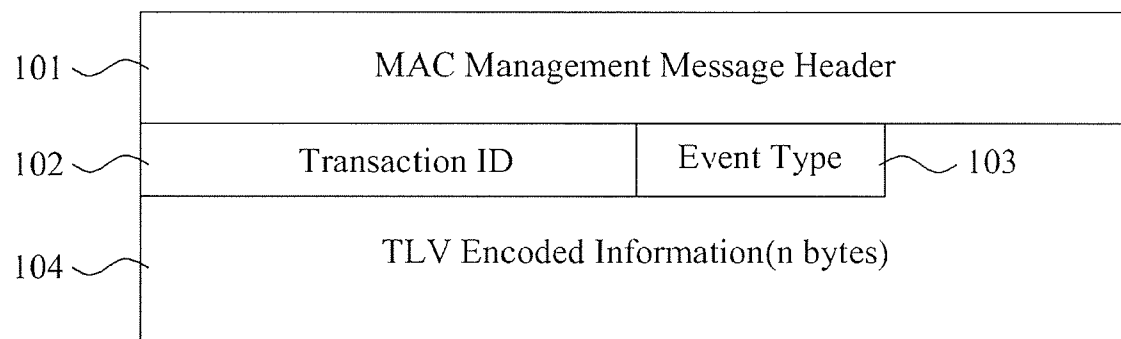 101 MAC Management Message Header
102 Transaction ID Event Type 103
104 TLV Encoded Information(n bytes)